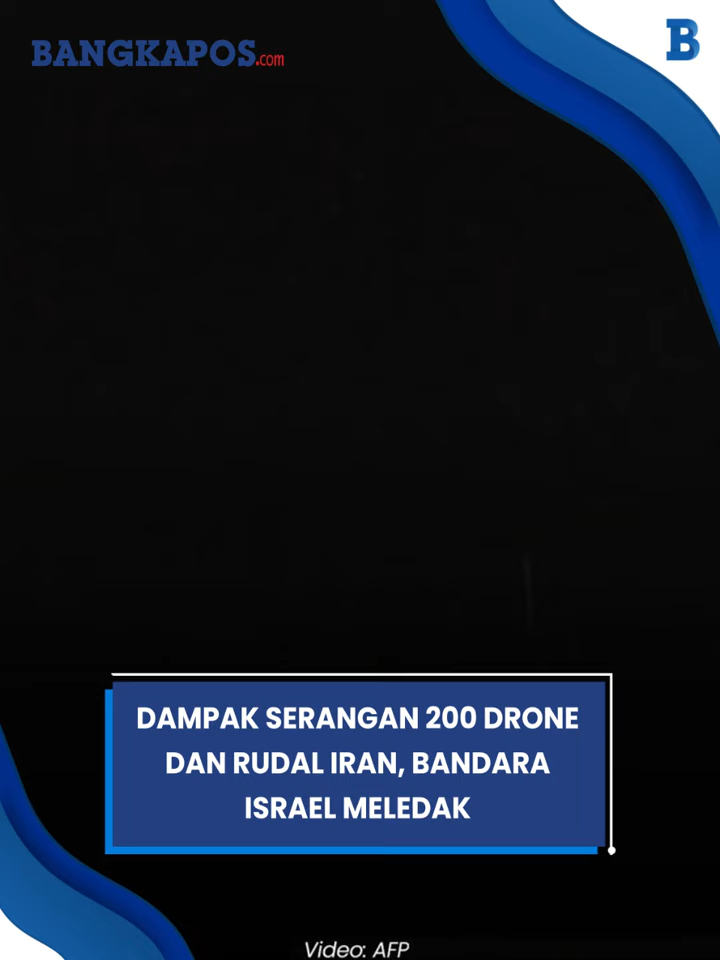 BANGKAPOS.com
B
DAMPAK SERANGAN 200 DRONE
DAN RUDAL IRAN, BANDARA
ISRAEL MELEDAK
Video: AFP